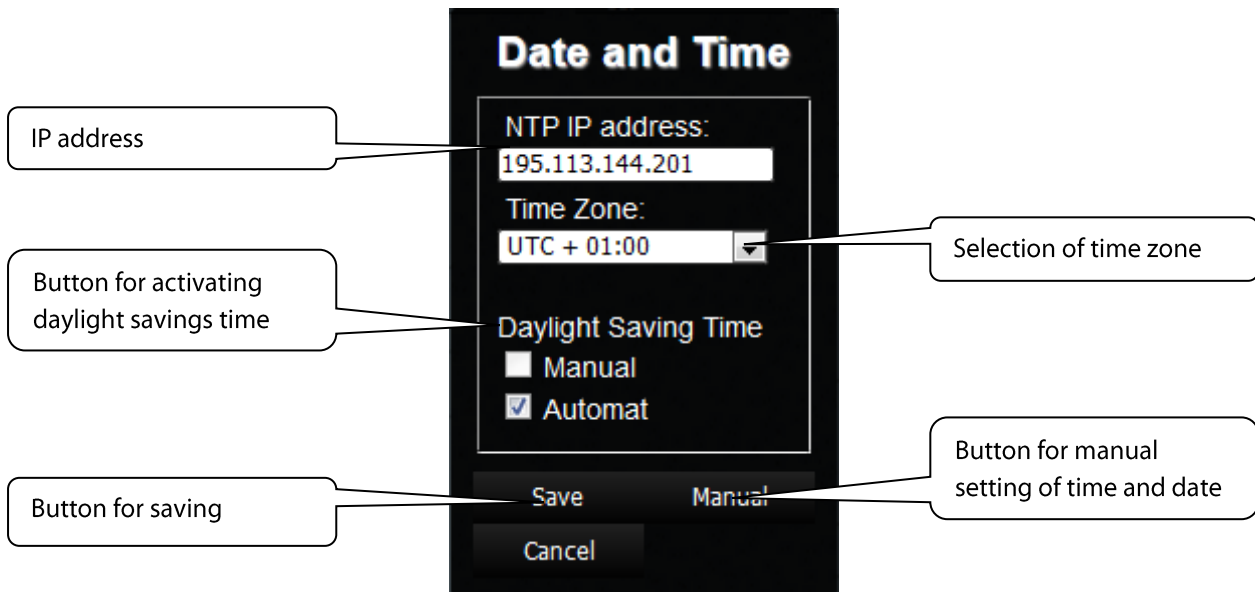 Date and Time
IP address
NTP IP address:
195.113.144.201
Time Zone:
UTC + 01:00
Selection of time zone
Button for activating
daylight savings time
Daylight Saving Time
Manual
Automat
Button for manual
setting of time and date
Button for saving
Save
Manual
Cancel